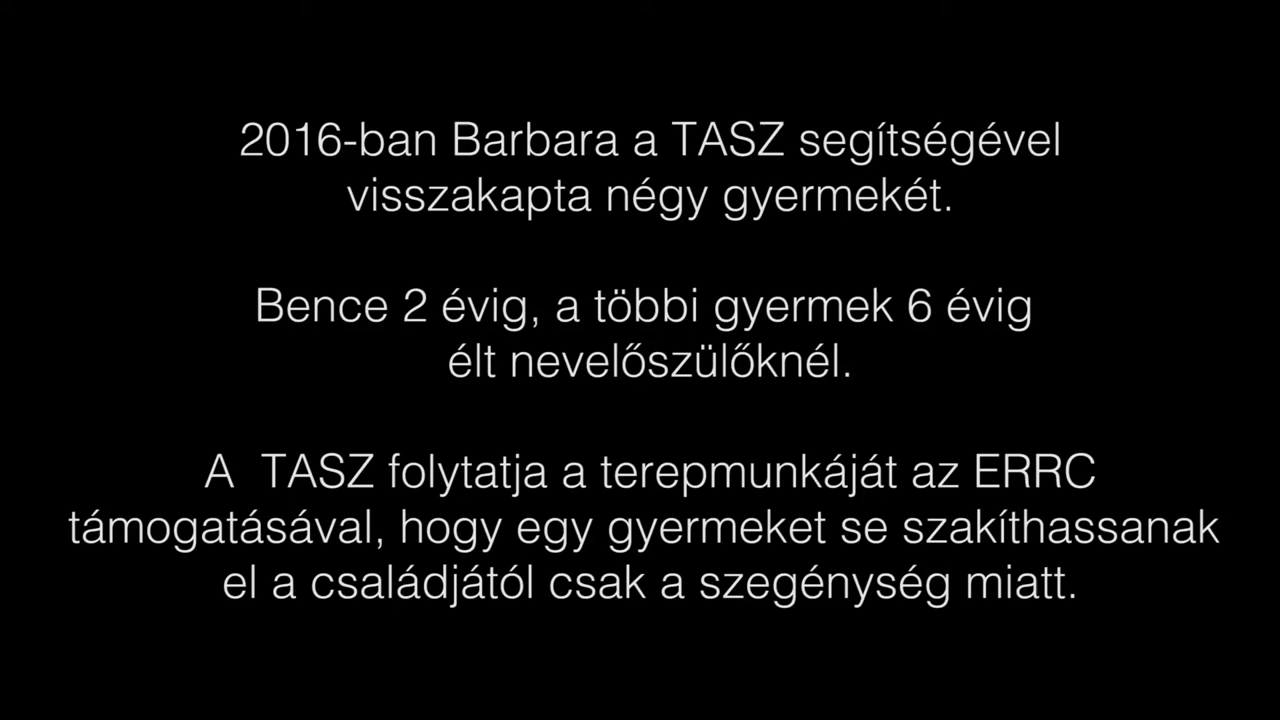 2016-ban Barbara a TASZ segítségével
visszakapta négy gyermekét.
Bence 2 évig, a többi gyermek 6 évig
élt nevelőszülőknél.
A TASZ folytatja a terepmunkáját az ERRC
támogatásával, hogy egy gyermeket se szakíthassanak
el a családjától csak a szegénység miatt.